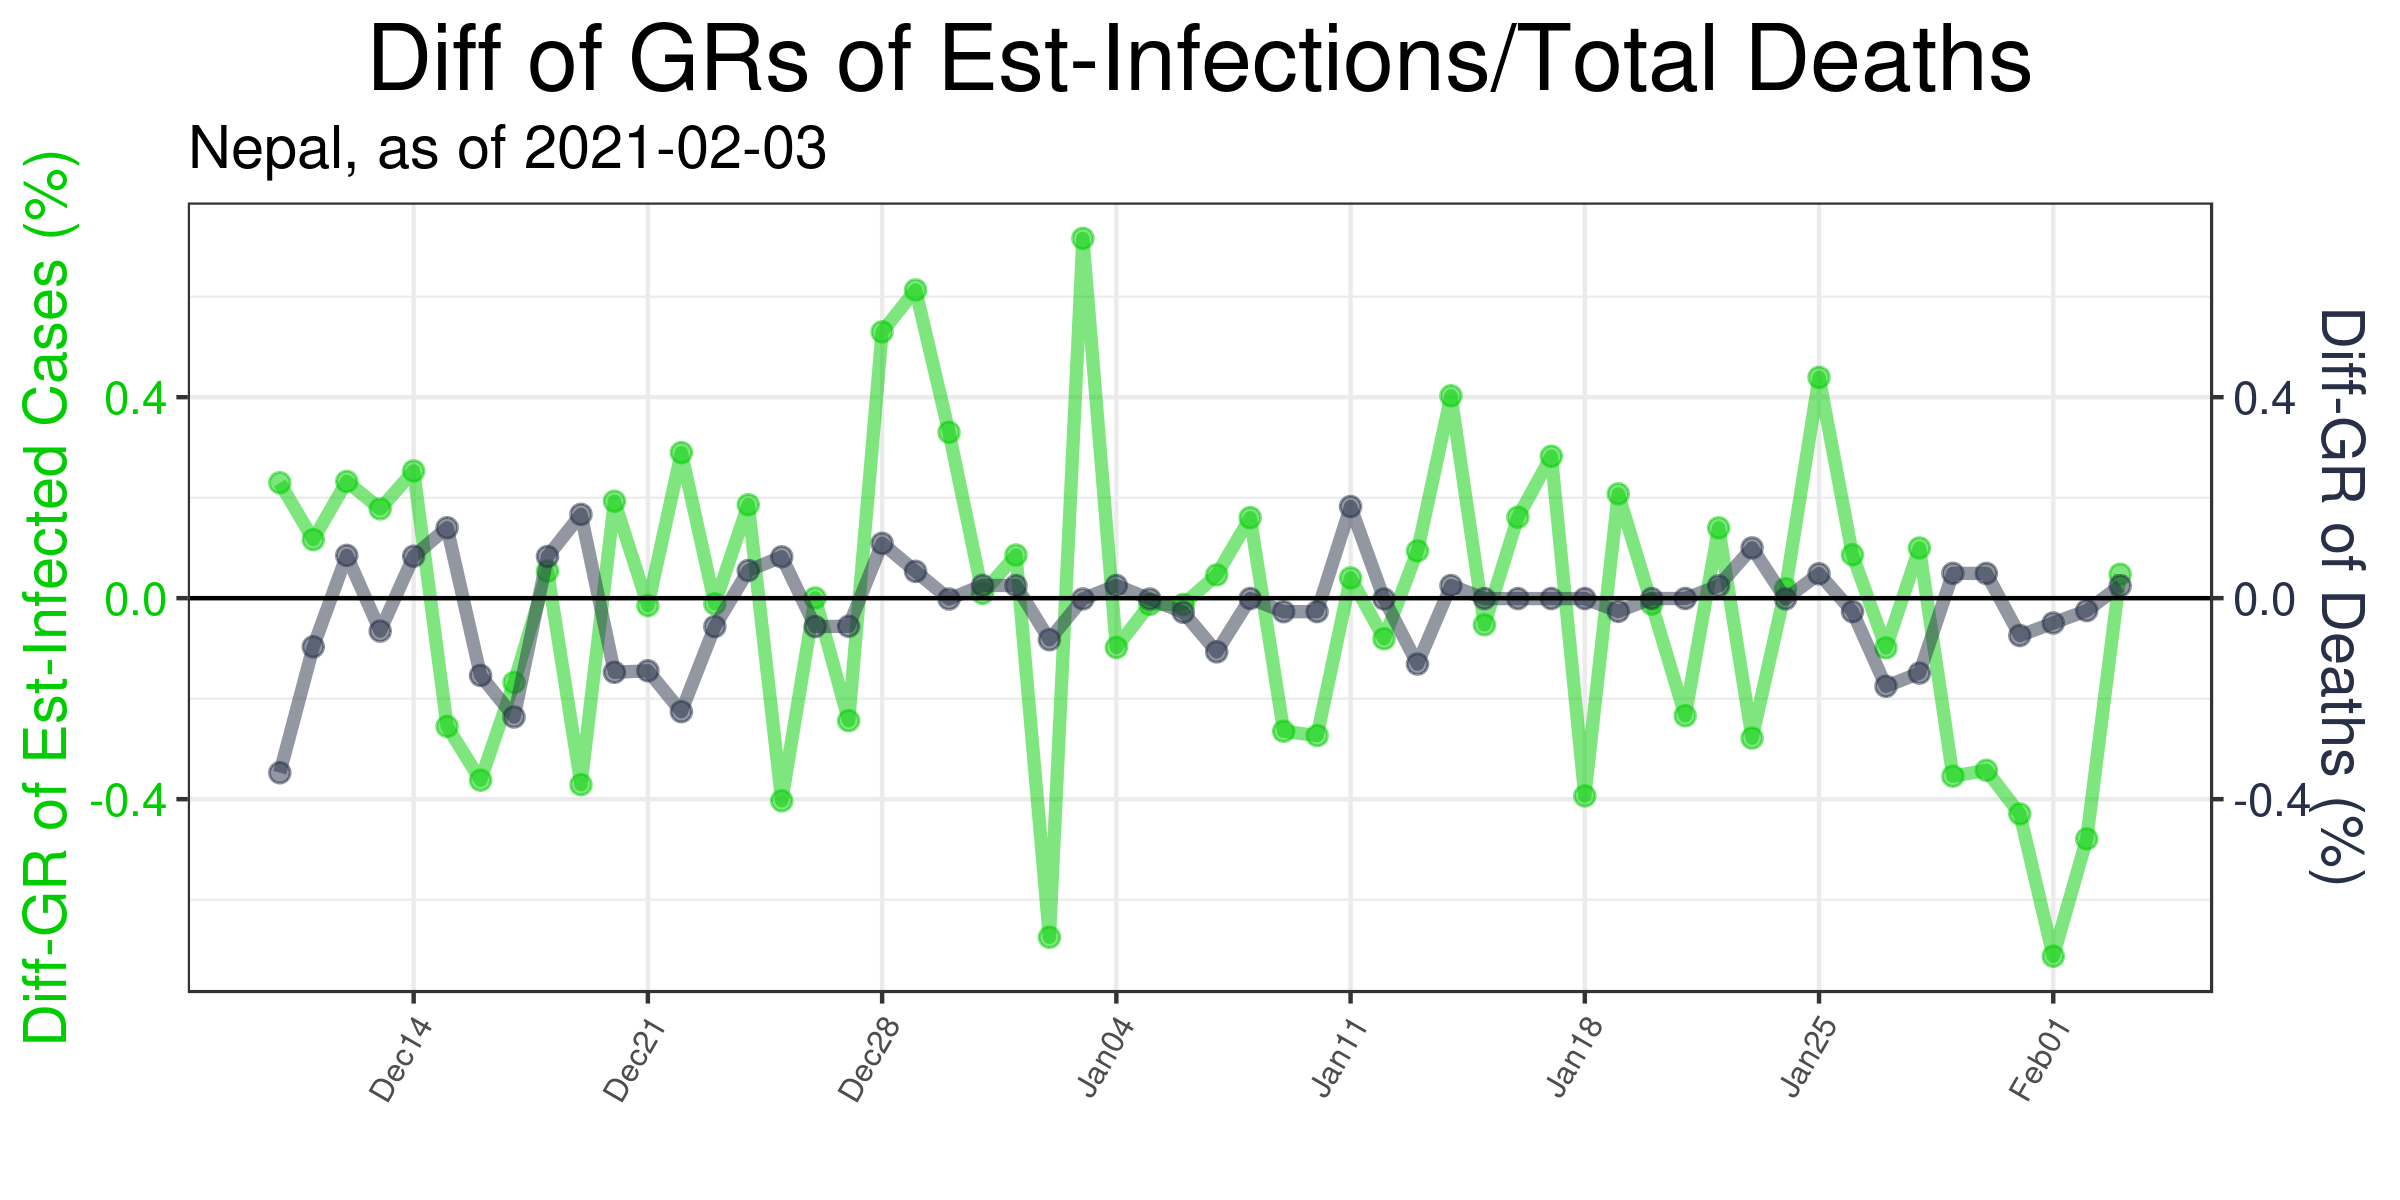 Diff of GRs of Est-Infections/Total Deaths
Nepal, as of 2021-02-03
Diff-GR of Est-Infected Cases (%)
0.4
0.0
-0.4
0.4
0.0
-0.4
Diff-GR of Deaths (%)
Dec14
Dec21
Dec28
Jan04
Jan11
Jan18
Jan25
Feb01